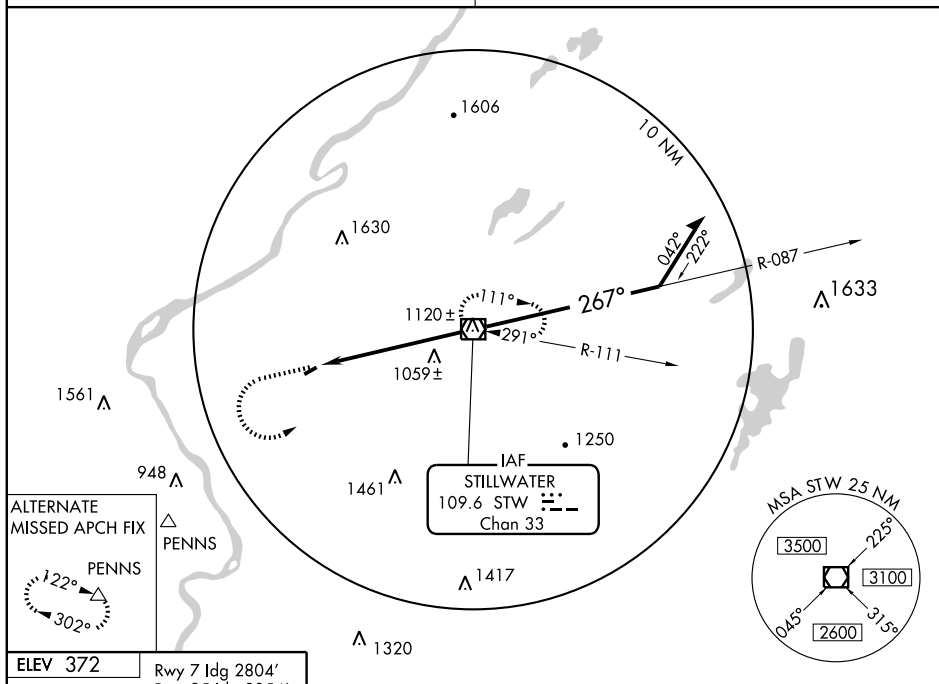 1606
10 NM
1630
042°
222°
R-087
111°
267°
1633
1120 ±
291°
R-111
1059 ±
1561
1250
IAF
STILLWATER
109.6 STW
Chan 33
948
1461
ALTERNATE
MISSED APCH FIX
PENNS
PENNS
122°
302°
1417
1320
MSA STW 25 NM
225°
3500
3100
045°
315°
2600
ELEV 372
Rwy 7 ldg 2804'